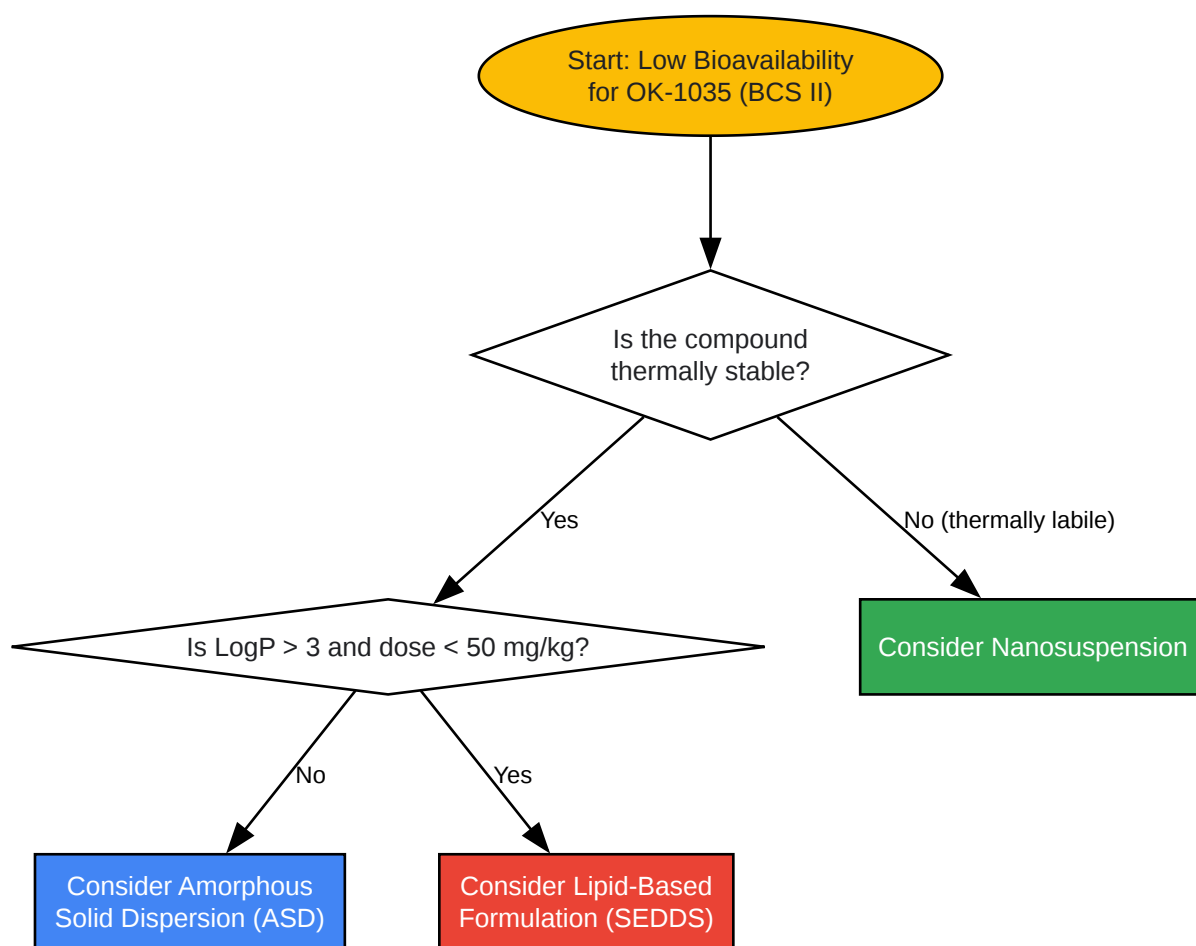 Start: Low Bioavailability
for OK-1035 (BCS II)
Is the compound
thermally stable?
Yes
No (thermally labile)
Is LogP > 3 and dose < 50 mg/kg?
Consider Nanosuspension
No
Yes
Consider Amorphous
Solid Dispersion (ASD)
Consider Lipid-Based
Formulation (SEDDS)